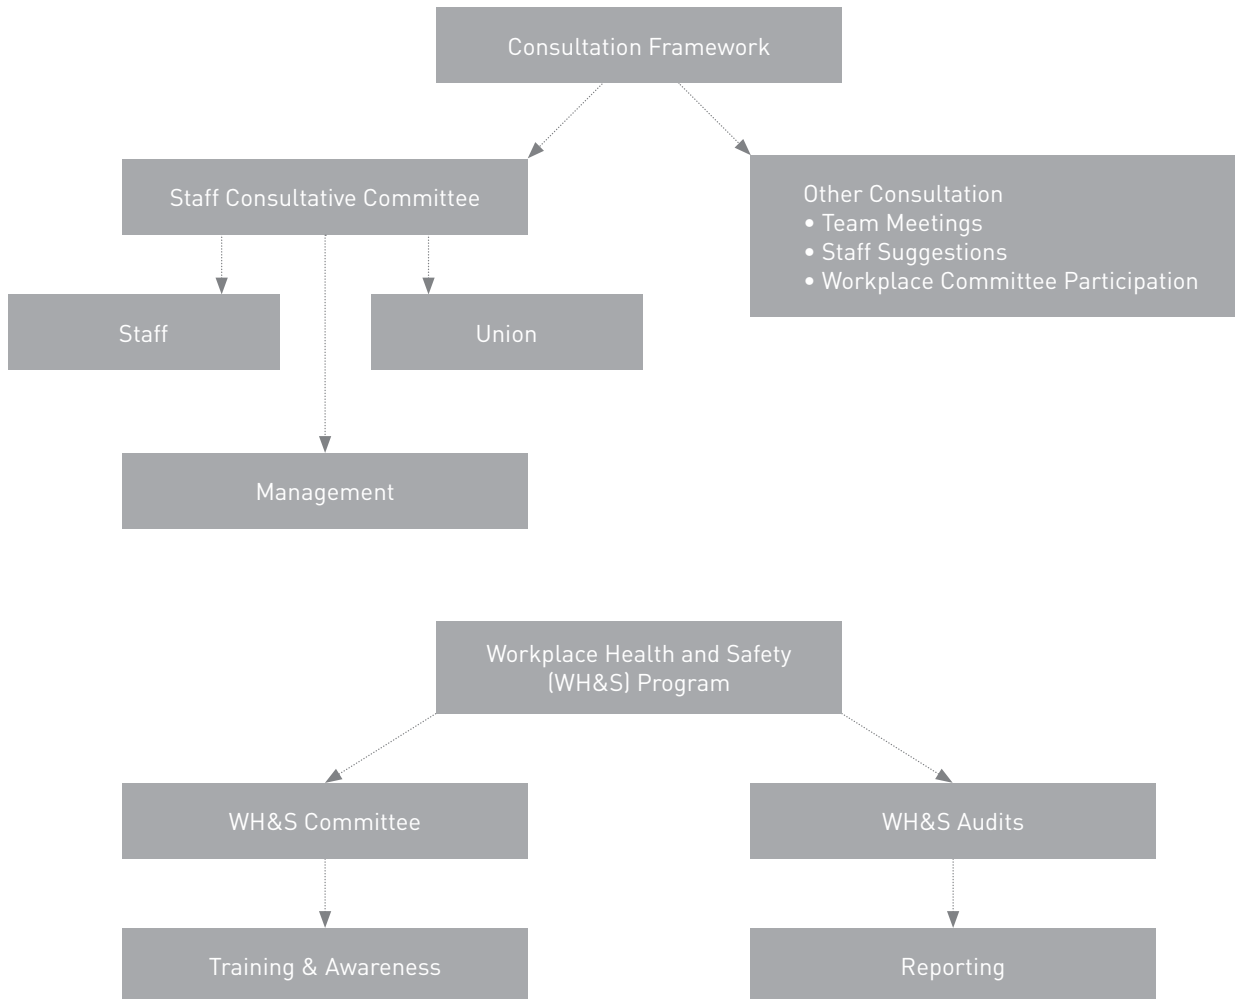 Consultation Framework
Staff Consultative Committee
Other Consultation
• Team Meetings
• Staff Suggestions
• Workplace Committee Participation
Staff
Union
Management
Workplace Health and Safety
(WH&S) Program
WH&S Committee
WH&S Audits
Training & Awareness
Reporting